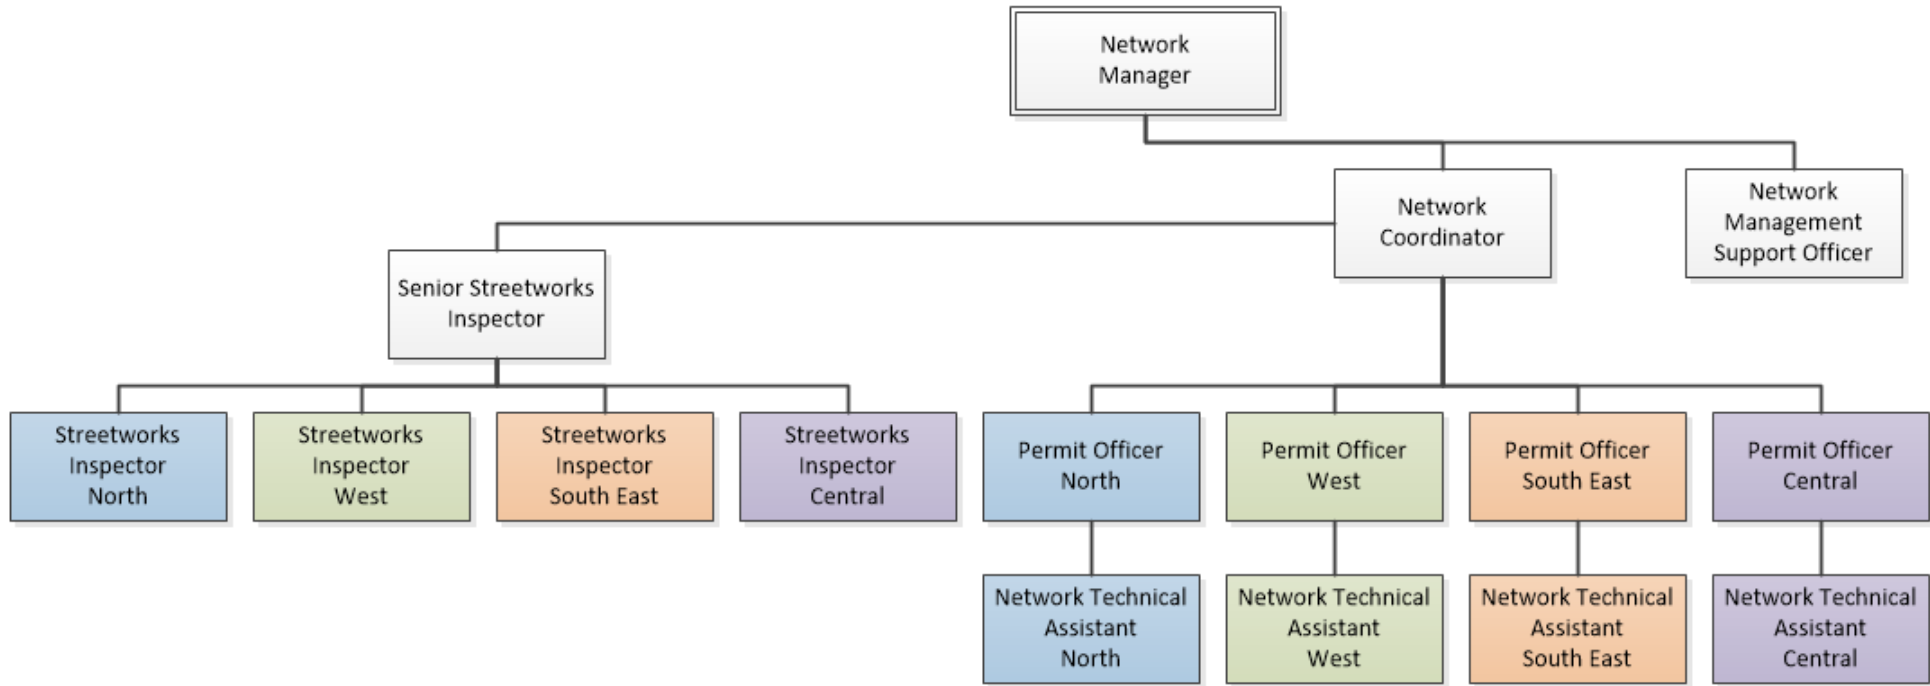 Network
Manager
Network
Coordinator
Network
Management
Support Officer
Senior Streetworks
Inspector
Streetworks
Inspector
North
Streetworks
Inspector
West
Streetworks
Inspector
South East
Streetworks
Inspector
Central
Permit Officer
North
Permit Officer
West
Permit Officer
South East
Permit Officer
Central
Network Technical
Assistant
North
Network Technical
Assistant
West
Network Technical
Assistant
South East
Network Technical
Assistant
Central